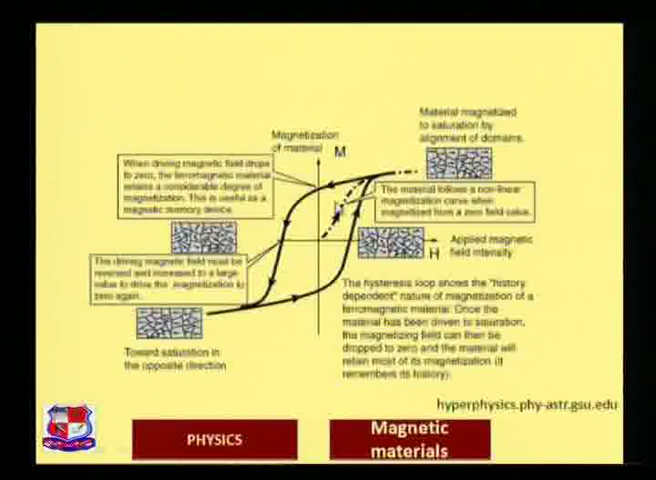 Material magnetized
to saturation by
alignment of domains.
Magnetization
of material
M
When driving magnetic field drops
to zero, the ferromagnetic material
retains a considerable degree of
magnetization. This is useful as a
magnetic memory device.
The material follows a non-linear
magnetization curve when
magnetized from a zero field value.
The driving magnetic field must be
reversed and increased to a large
value to drive the magnetization to
zero again.
H
Applied magnetic
field intensity
The hysteresis loop shows the "history
dependent" nature of magnetization of a
ferromagnetic material. Once the
material has been driven to saturation,
the magnetizing field can then be
dropped to zero and the material will
retain most of its magnetization (it
remembers its history).
Toward saturation in
the opposite direction
hyperphysics.phy-astr.gsu.edu
PHYSICS
Magnetic
materials